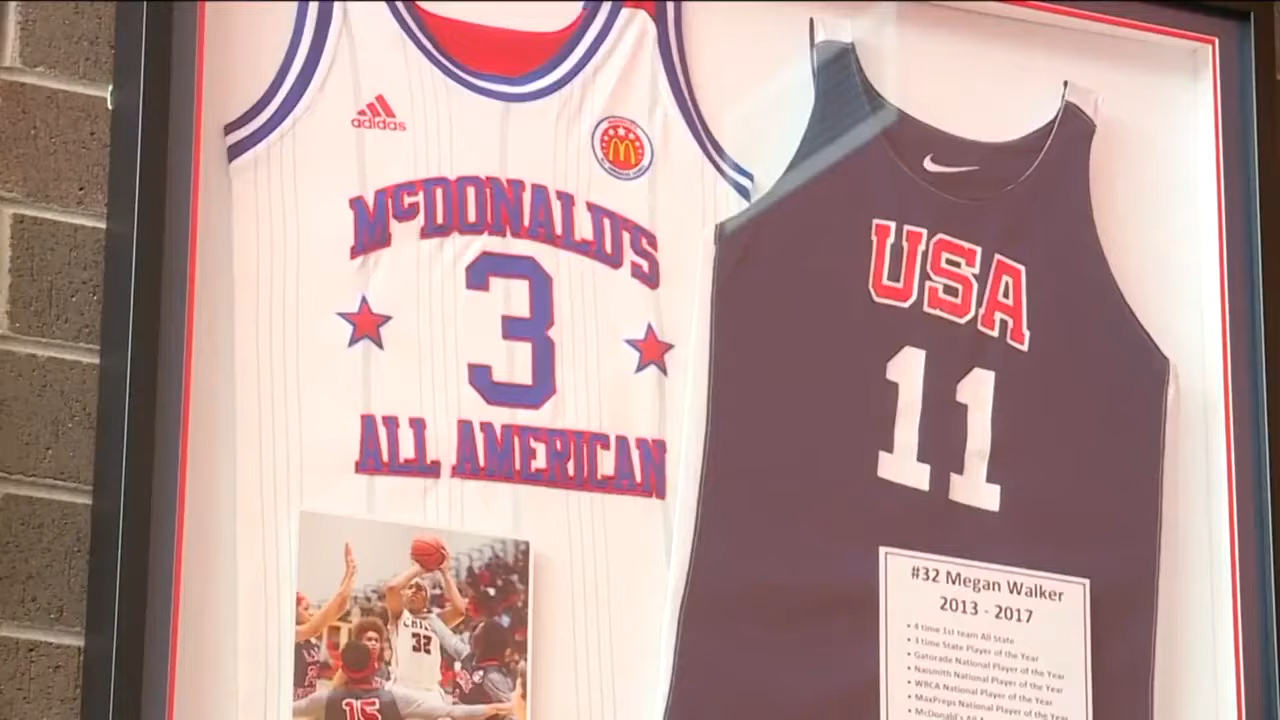 adidas
McDONALD'S
3
ALL AMERICAN
USA
11
#32 Megan Walker
2013 - 2017
• 4 time 1st team All State
• 3 time State Player of the Year
• Gatorade National Player of the Year
• Naismith National Player of the Year
• WBCA National Player of the Year
• MaxPreps National Player of the Year
• McDonald's All
32
15